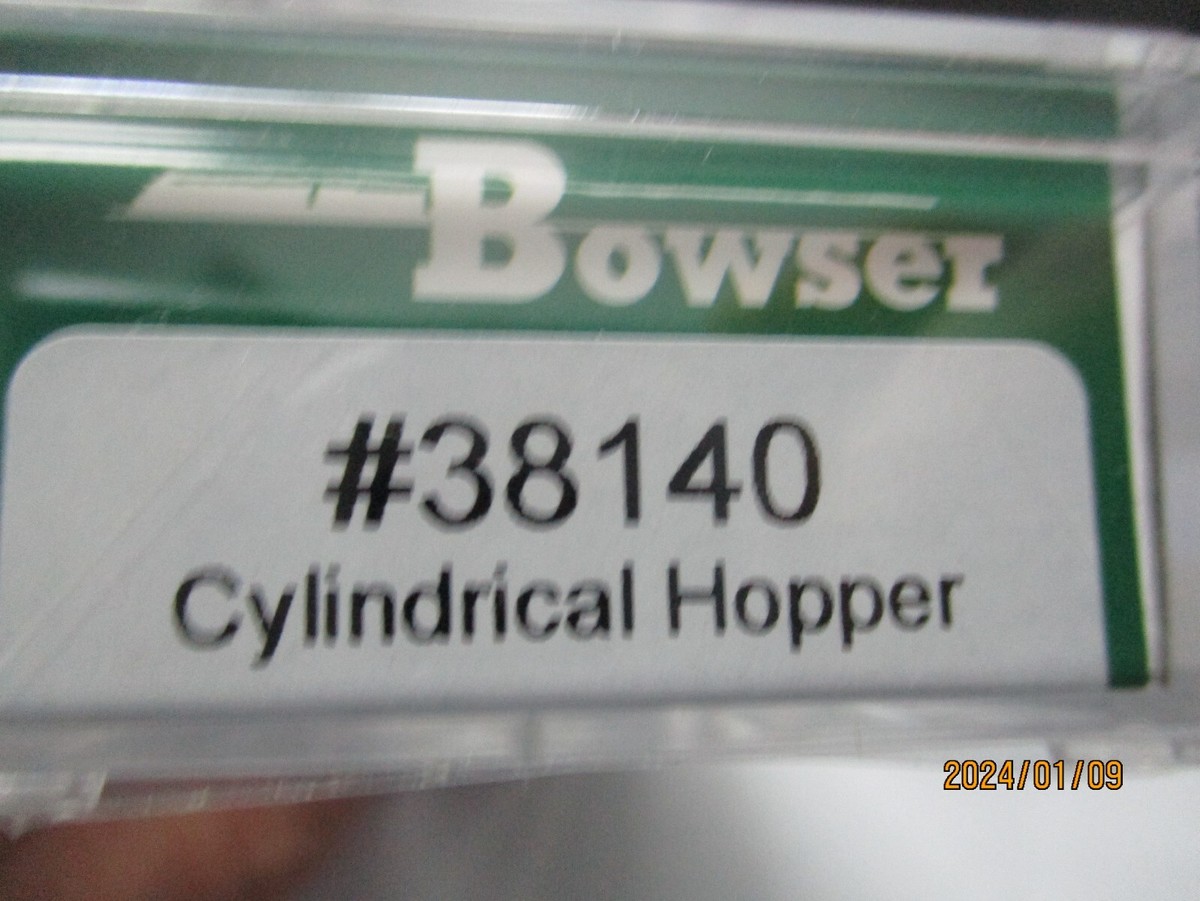 Bowser
#38140
Cylindrical Hopper
2024/01/09